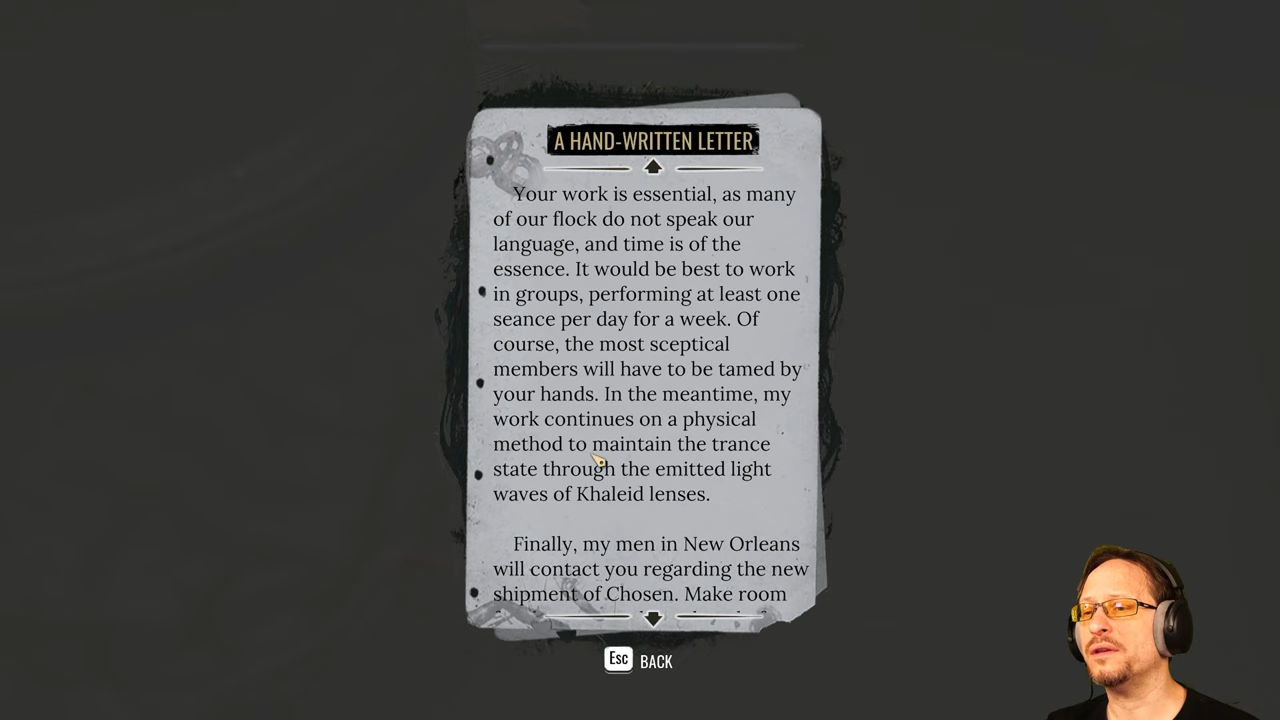 A HAND-WRITTEN LETTER
Your work is essential, as many
of our flock do not speak our
language, and time is of the
essence. It would be best to work
in groups, performing at least one
seance per day for a week. Of
course, the most sceptical
members will have to be tamed by
your hands. In the meantime, my
work continues on a physical
method to maintain the trance
state through the emitted light
waves of Khaleid lenses.
Finally, my men in New Orleans
will contact you regarding the new
shipment of Chosen. Make room
Esc BACK